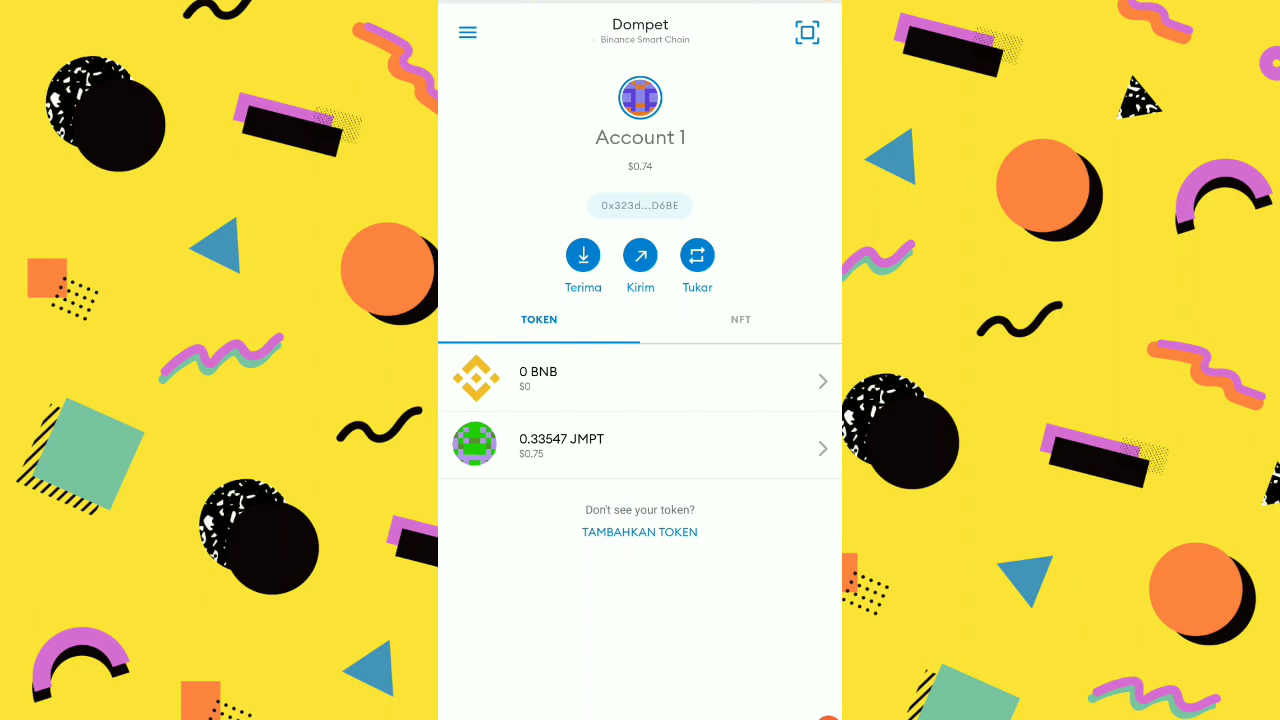 Dompet
Binance Smart Chain
Account 1
$0.74
0x323d...D6BE
Terima
Kirim
Tukar
TOKEN
NFT
0 BNB
$0
0.33547 JMPT
$0.75
Don't see your token?
TAMBAHKAN TOKEN